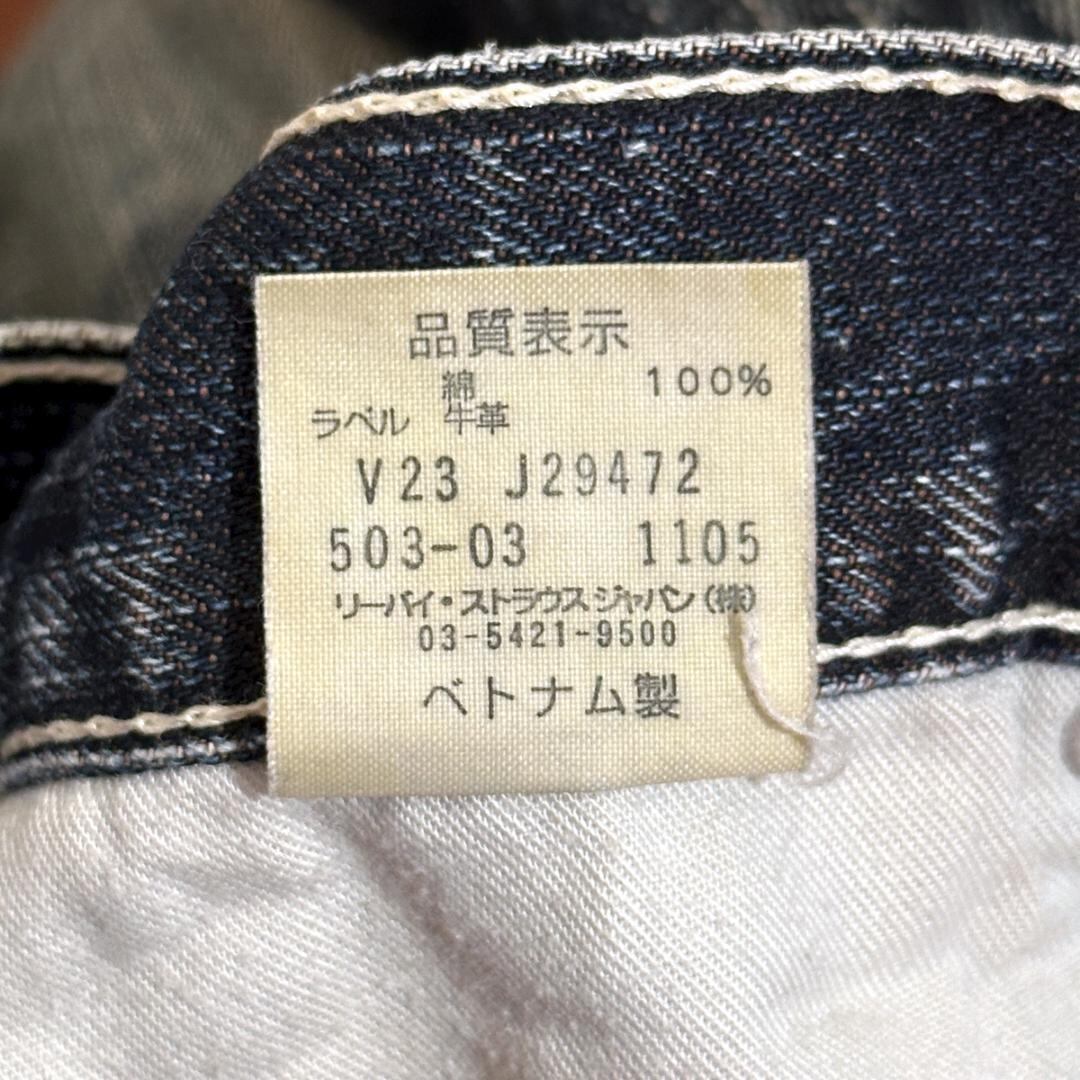 品質表示
綿 100%
ラベル 牛革
V23 J29472
503-03 1105
リーバイ・ストラウスジャパン(株)
03-5421-9500
ベトナム製